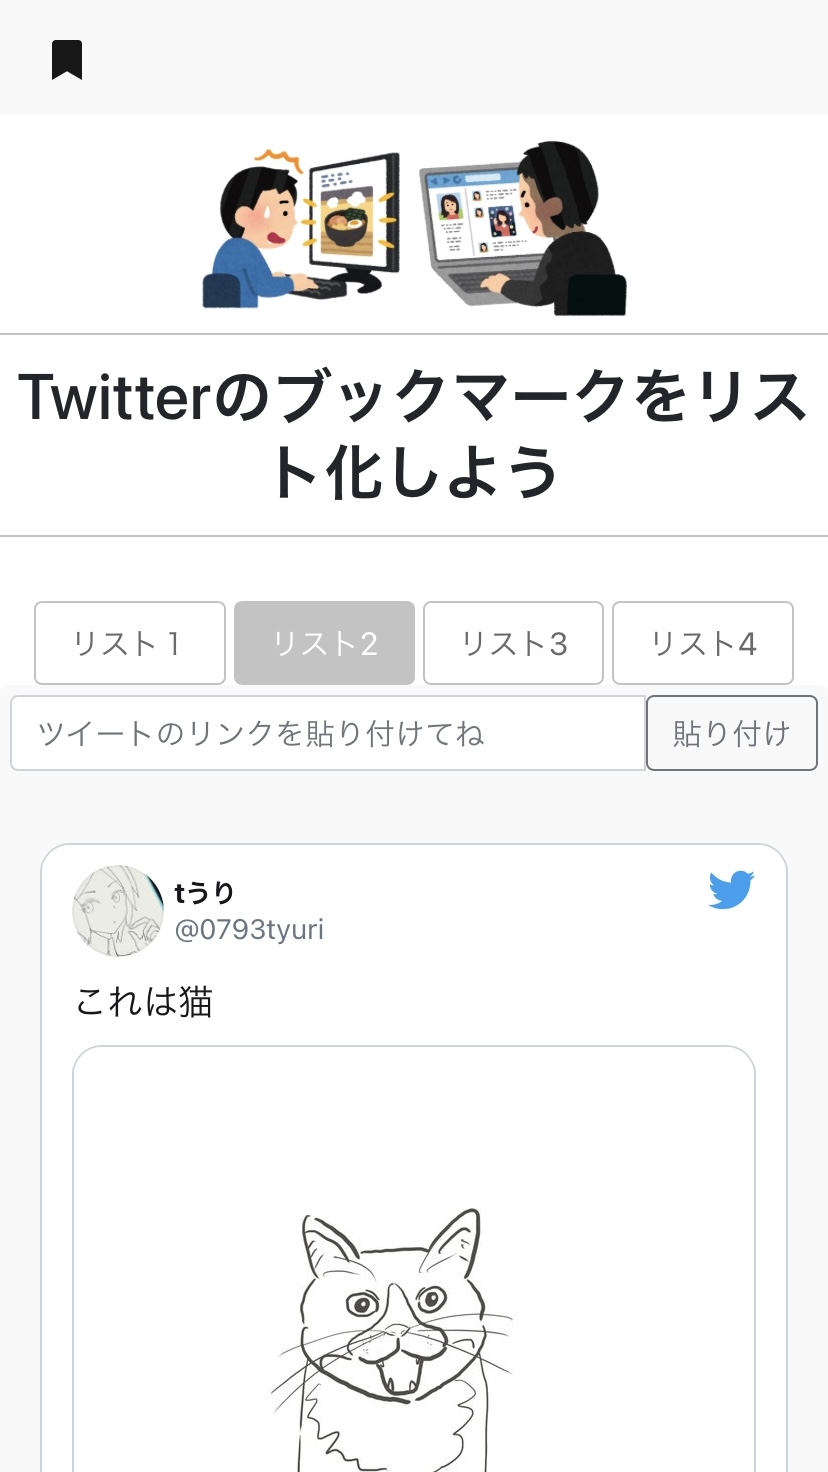 Twitterのブックマークをリス
ト化しよう
リスト 1
リスト2
リスト3
リスト4
ツイートのリンクを貼り付けてね
貼り付け
tうり
@0793tyuri
これは猫